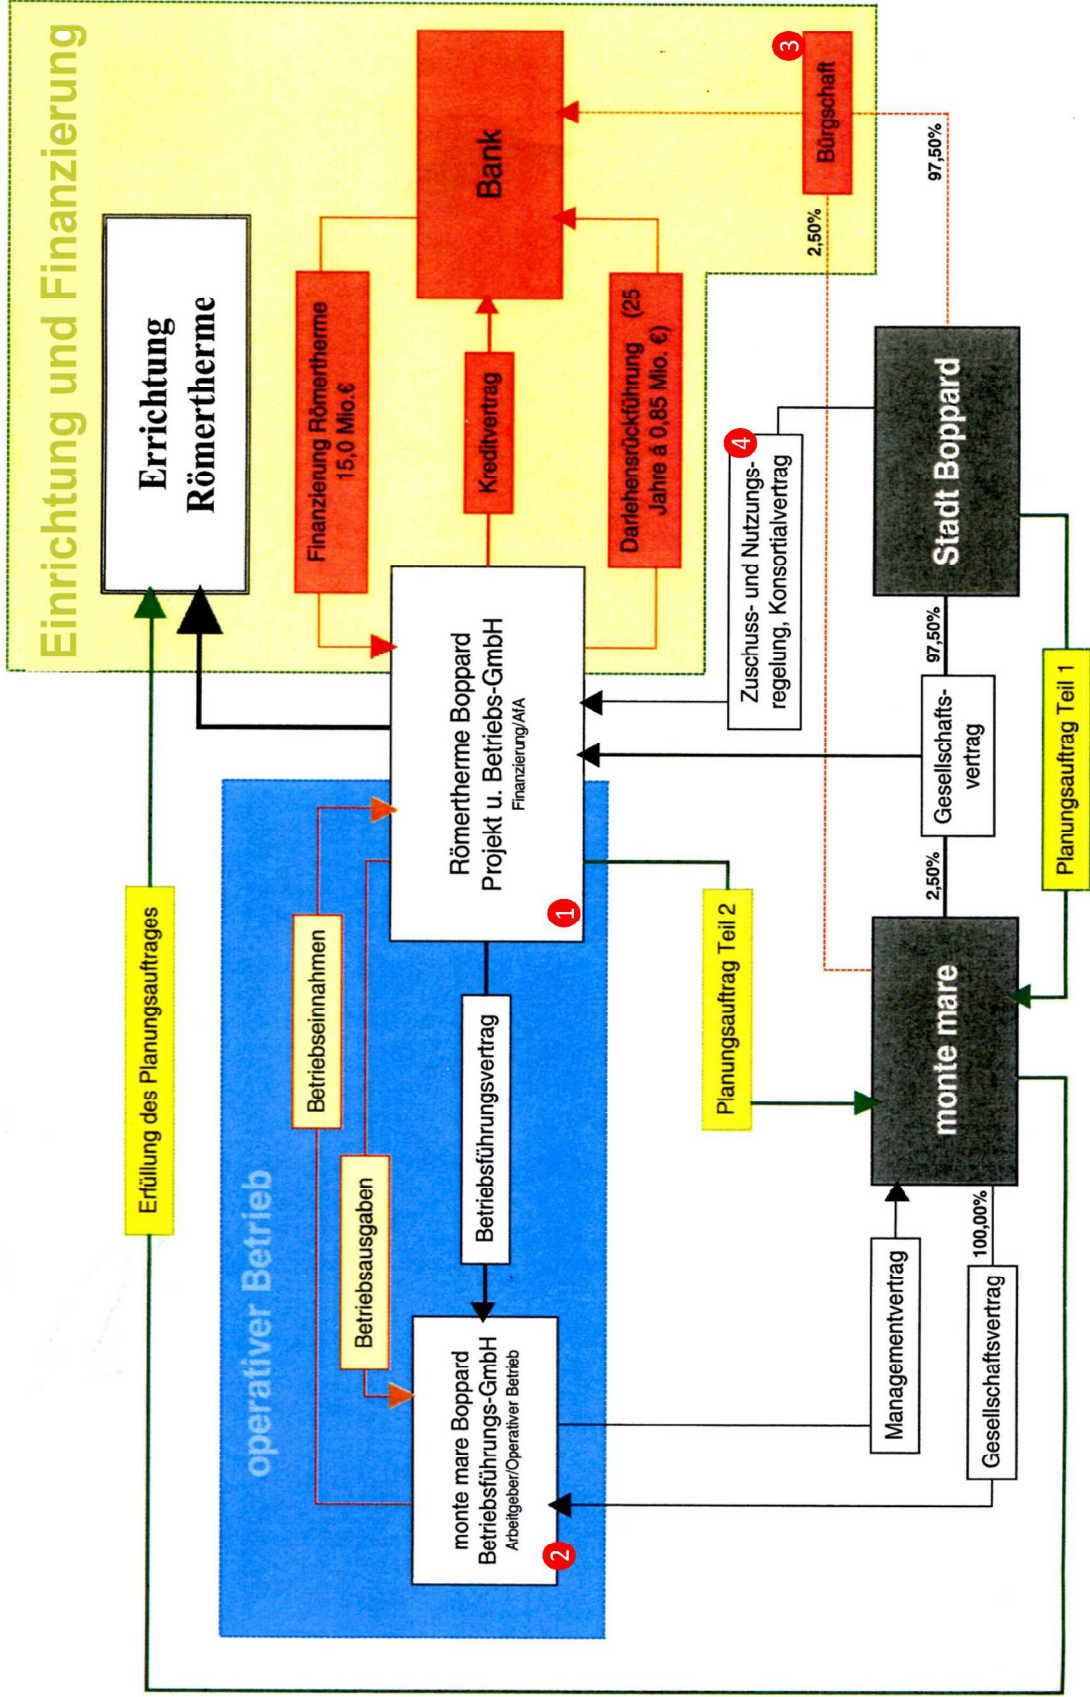 Einrichtung und Finanzierung
operativer Betrieb
Erfüllung des Planungsauftrages
Errichtung
Römertherme
Betriebseinnahmen
Betriebsausgaben
Finanzierung Römertherme
15,0 Mio.€
monte mare Boppard
Betriebsführungs-GmbH
Arbeitgeber/Operativer Betrieb
2
Betriebsführungsvertrag
Römertherme Boppard
Projekt u. Betriebs-GmbH
Finanzierung/AfA
1
Kreditvertrag
Bank
Darlehensrückführung (25
Jahre á 0,85 Mio. €)
Planungsauftrag Teil 2
4
Zuschuss- und Nutzungs-
regelung, Konsortialvertrag
3
Bürgschaft
2,50%
97,50%
Managementvertrag
monte mare
2,50%
Gesellschafts-
vertrag
97,50%
Stadt Boppard
Gesellschaftsvertrag
100,00%
Planungsauftrag Teil 1